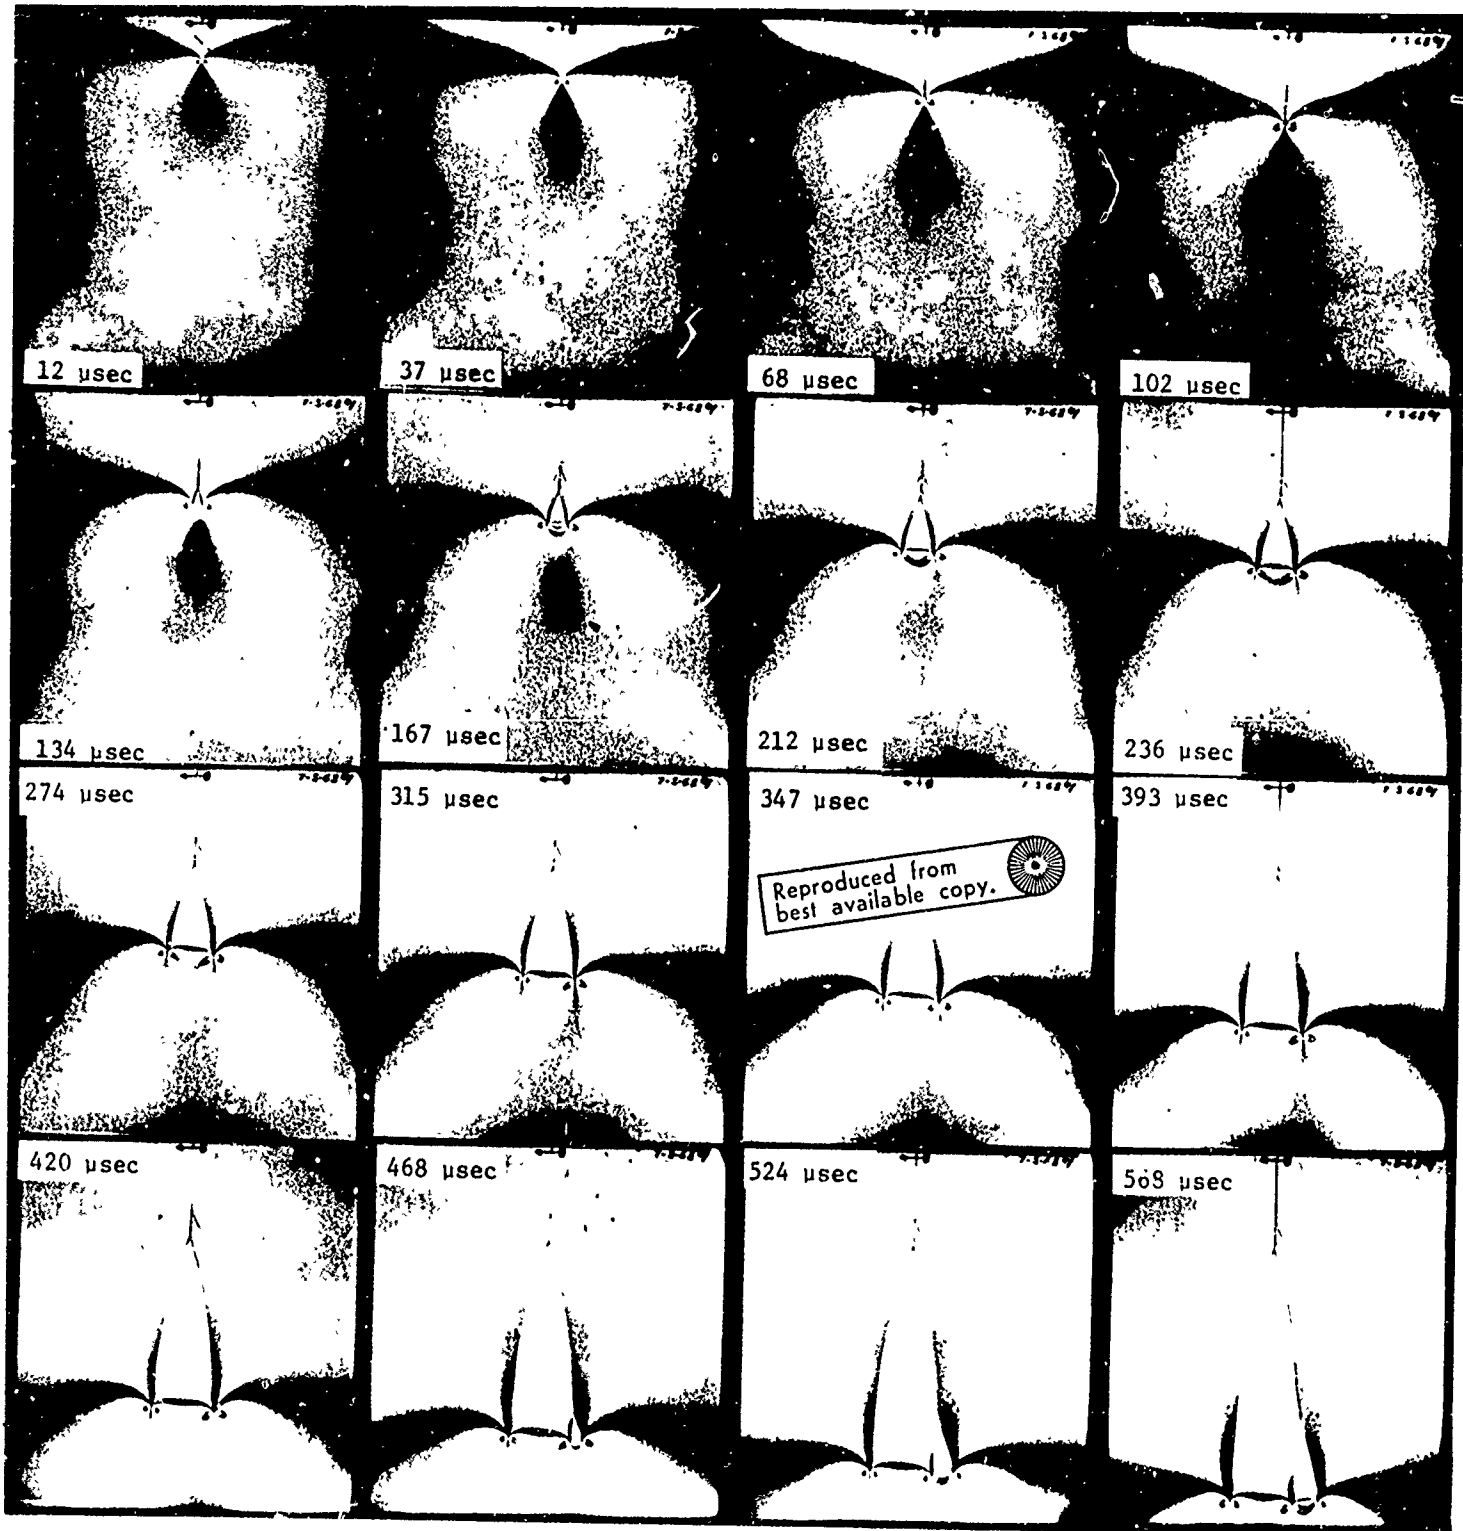 12 µsec
37 µsec
68 µsec
102 µsec
134 µsec
167 µsec
212 µsec
236 µsec
274 µsec
315 µsec
347 µsec
393 µsec
Reproduced from
best available copy.
420 µsec
468 µsec
524 µsec
568 µsec